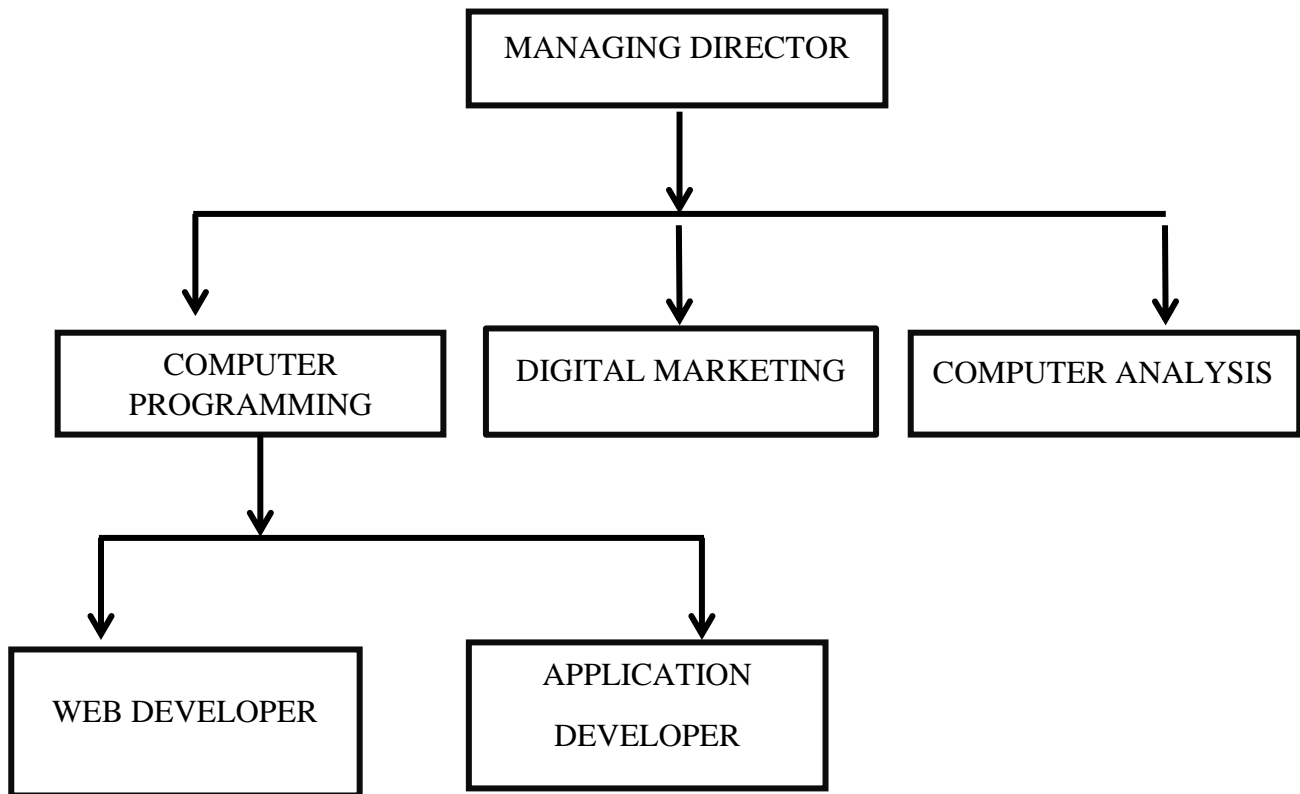 MANAGING DIRECTOR
COMPUTER
PROGRAMMING
DIGITAL MARKETING
COMPUTER ANALYSIS
WEB DEVELOPER
APPLICATION
DEVELOPER